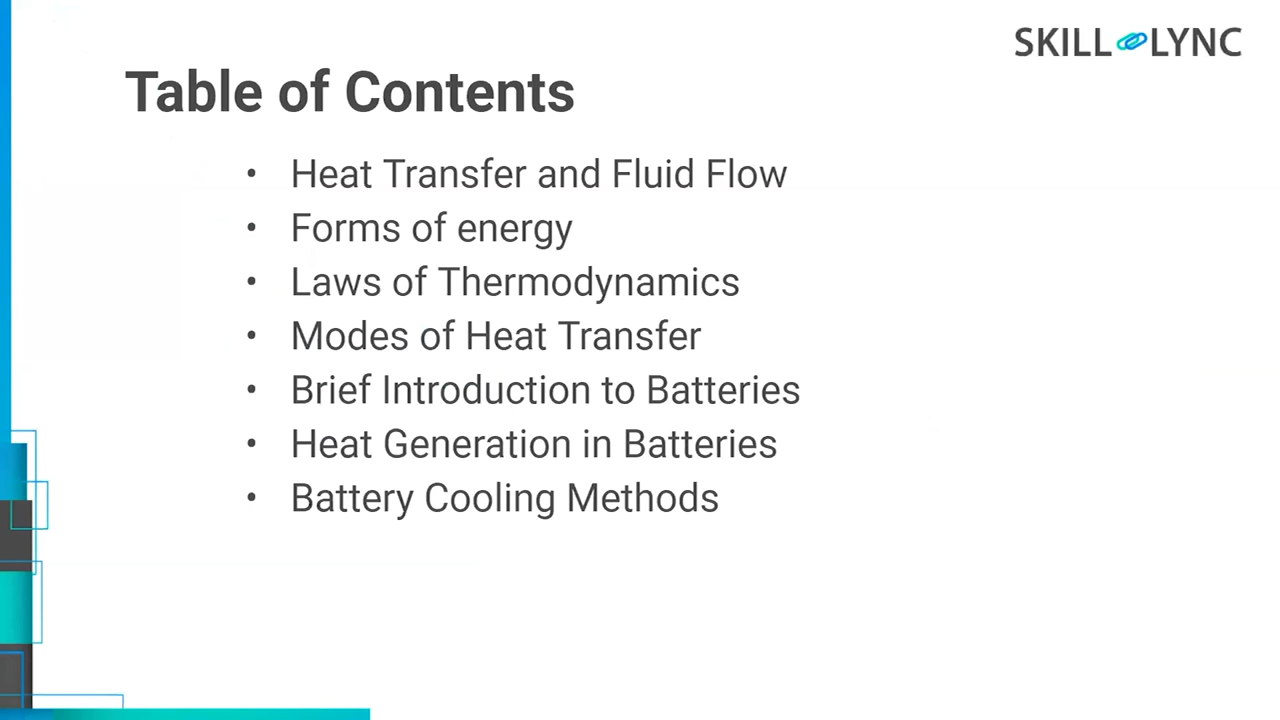 SKILL LYNC
Table of Contents
• Heat Transfer and Fluid Flow
• Forms of energy
• Laws of Thermodynamics
• Modes of Heat Transfer
• Brief Introduction to Batteries
• Heat Generation in Batteries
• Battery Cooling Methods